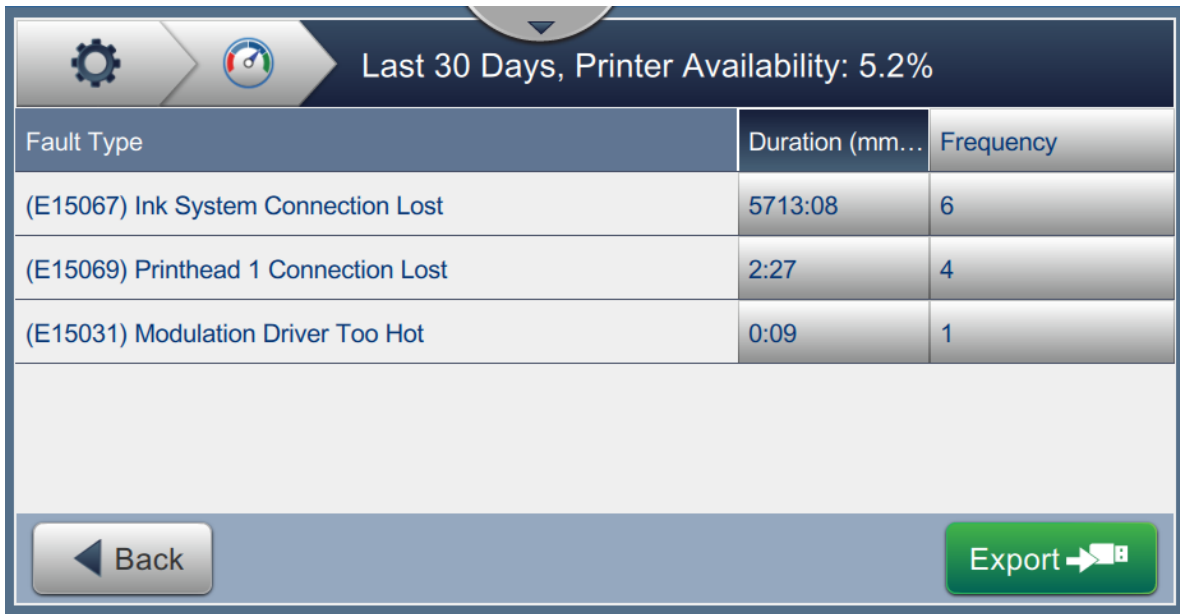 Last 30 Days, Printer Availability: 5.2%
Fault Type Duration (mm... Frequency
(E15067) Ink System Connection Lost 5713:08 6
(E15069) Printhead 1 Connection Lost 2:27 4
(E15031) Modulation Driver Too Hot 0:09 1
Back Export